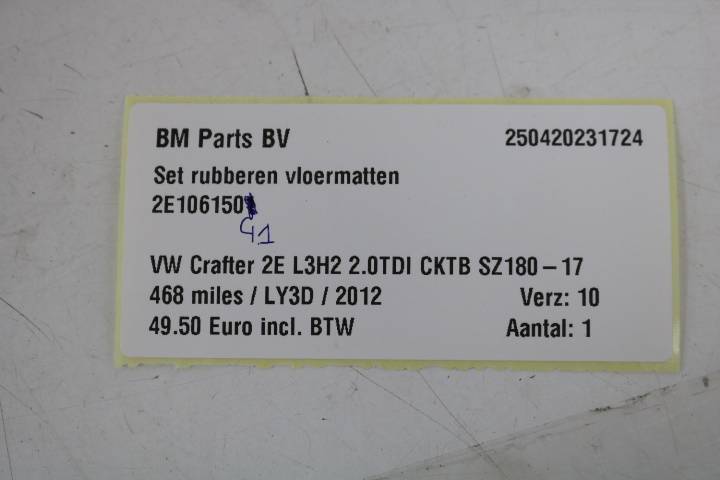 BM Parts BV 250420231724
Set rubberen vloermatten
2E106150
41
VW Crafter 2E L3H2 2.0TDI CKTB SZ180-17
468 miles / LY3D / 2012 Verz: 10
49.50 Euro incl. BTW Aantal: 1